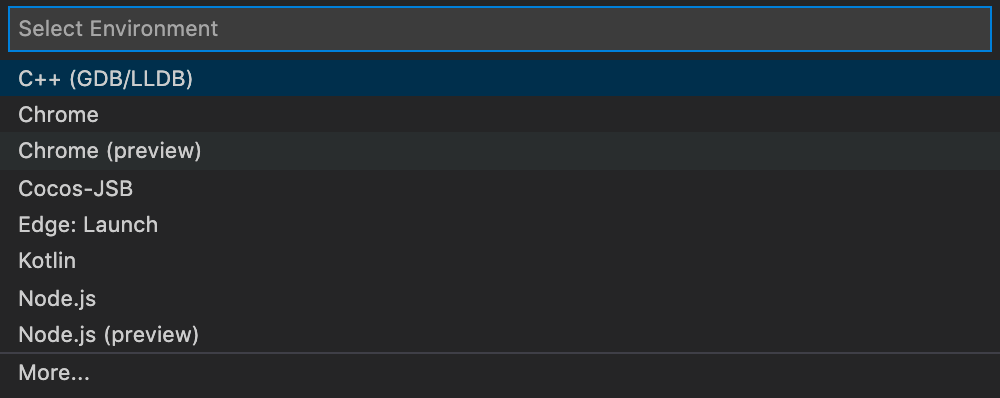 Select Environment
C++ (GDB/LLDB)
Chrome
Chrome (preview)
Cocos-JSB
Edge: Launch
Kotlin
Node.js
Node.js (preview)
More...